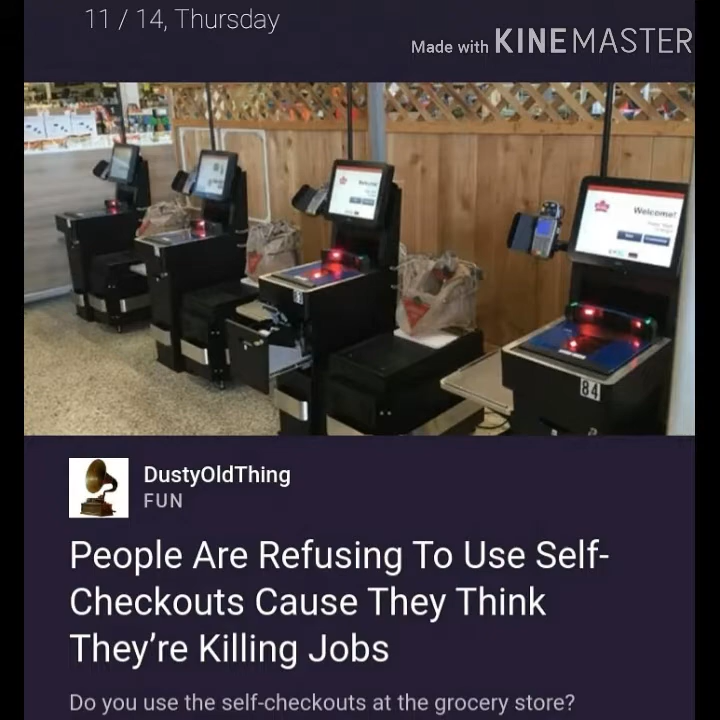 11 / 14, Thursday
Made with KINEMASTER
Welcome!
Welcome!
84
DustyOldThing
FUN
People Are Refusing To Use Self-
Checkouts Cause They Think
They’re Killing Jobs
Do you use the self-checkouts at the grocery store?